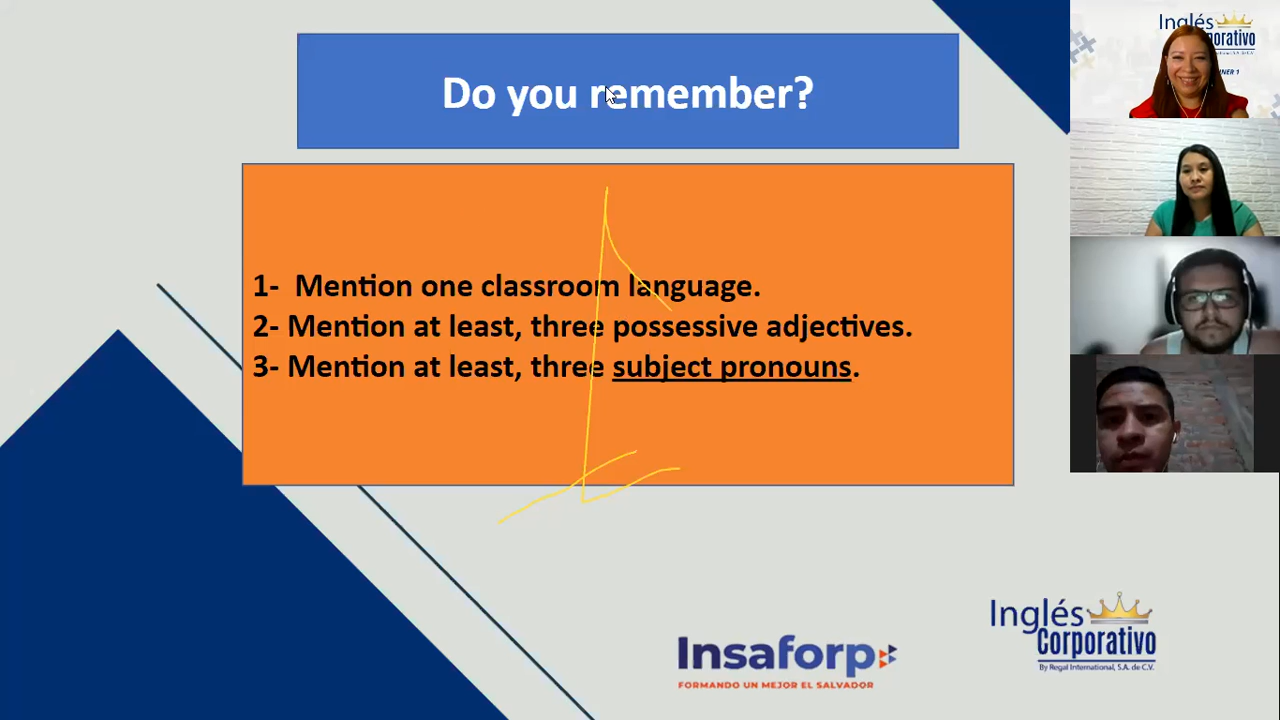 Do you remember?
1- Mention one classroom language.
2- Mention at least, three possessive adjectives.
3- Mention at least, three subject pronouns.
Insaforp
FORMANDO UN MEJOR EL SALVADOR
Inglés
Corporativo
By Regal International, S.A. de C.V.
Inglés